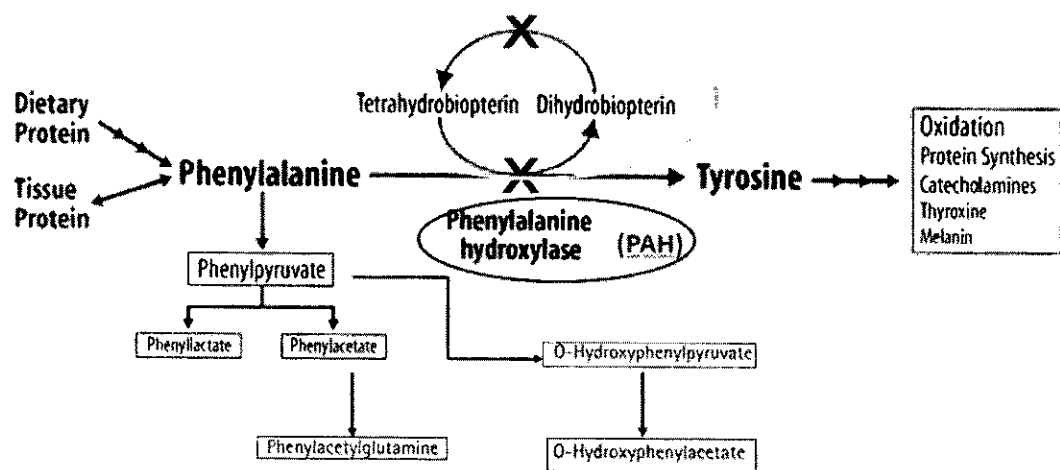 X
Tetrahydrobiopterin Dihydrobiopterin
Dietary
Protein
Tissue
Protein
Phenylalanine
X
Tyrosine
Phenylalanine
hydroxylase (PAH)
Oxidation
Protein Synthesis
Catecholamines
Thyroxine
Melanin
Phenylpyruvate
Phenyllactate
Phenylacetate
O-Hydroxyphenylpyruvate
Phenylacetylglutamine
O-Hydroxyphenylacetate